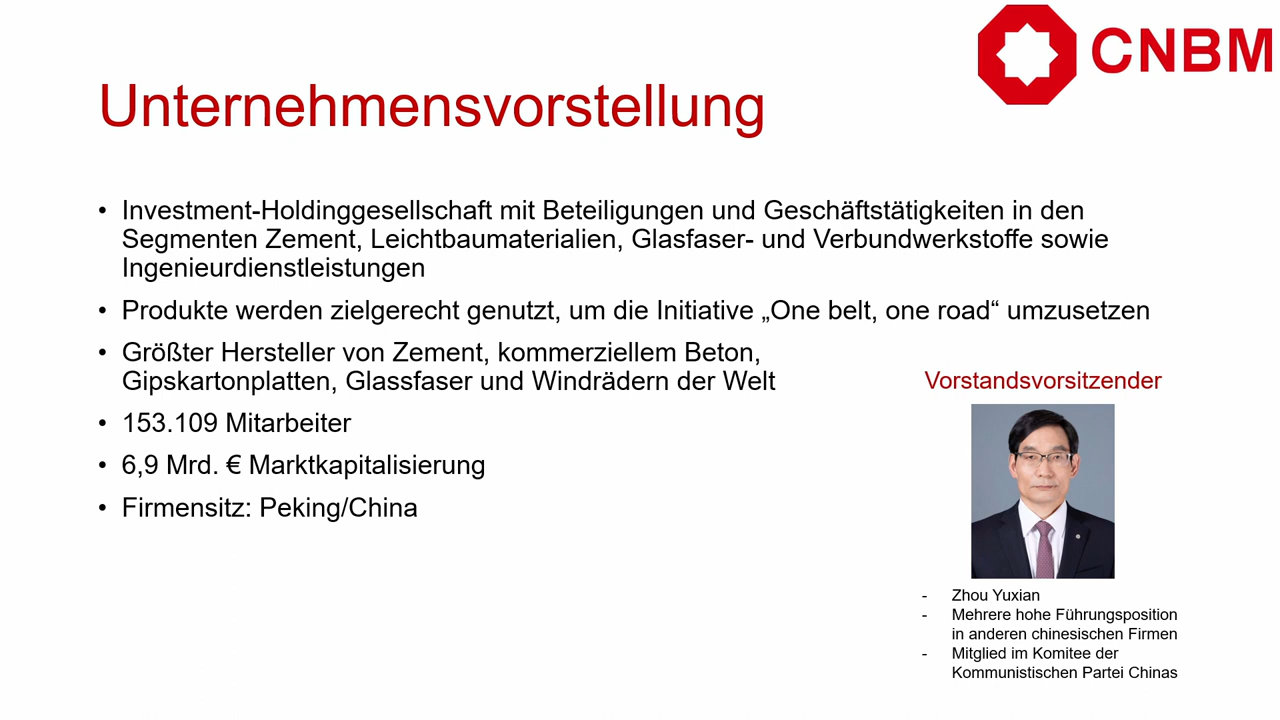 CNBM
Unternehmensvorstellung
• Investment-Holdinggesellschaft mit Beteiligungen und Geschäftstätigkeiten in den
Segmenten Zement, Leichtbaumaterialien, Glasfaser- und Verbundwerkstoffe sowie
Ingenieurdienstleistungen
• Produkte werden zielgerecht genutzt, um die Initiative „One belt, one road“ umzusetzen
• Größter Hersteller von Zement, kommerziellem Beton,
Gipskartonplatten, Glassfaser und Windrädern der Welt
• 153.109 Mitarbeiter
• 6,9 Mrd. € Marktkapitalisierung
• Firmensitz: Peking/China
Vorstandsvorsitzender
- Zhou Yuxian
- Mehrere hohe Führungsposition
in anderen chinesischen Firmen
- Mitglied im Komitee der
Kommunistischen Partei Chinas